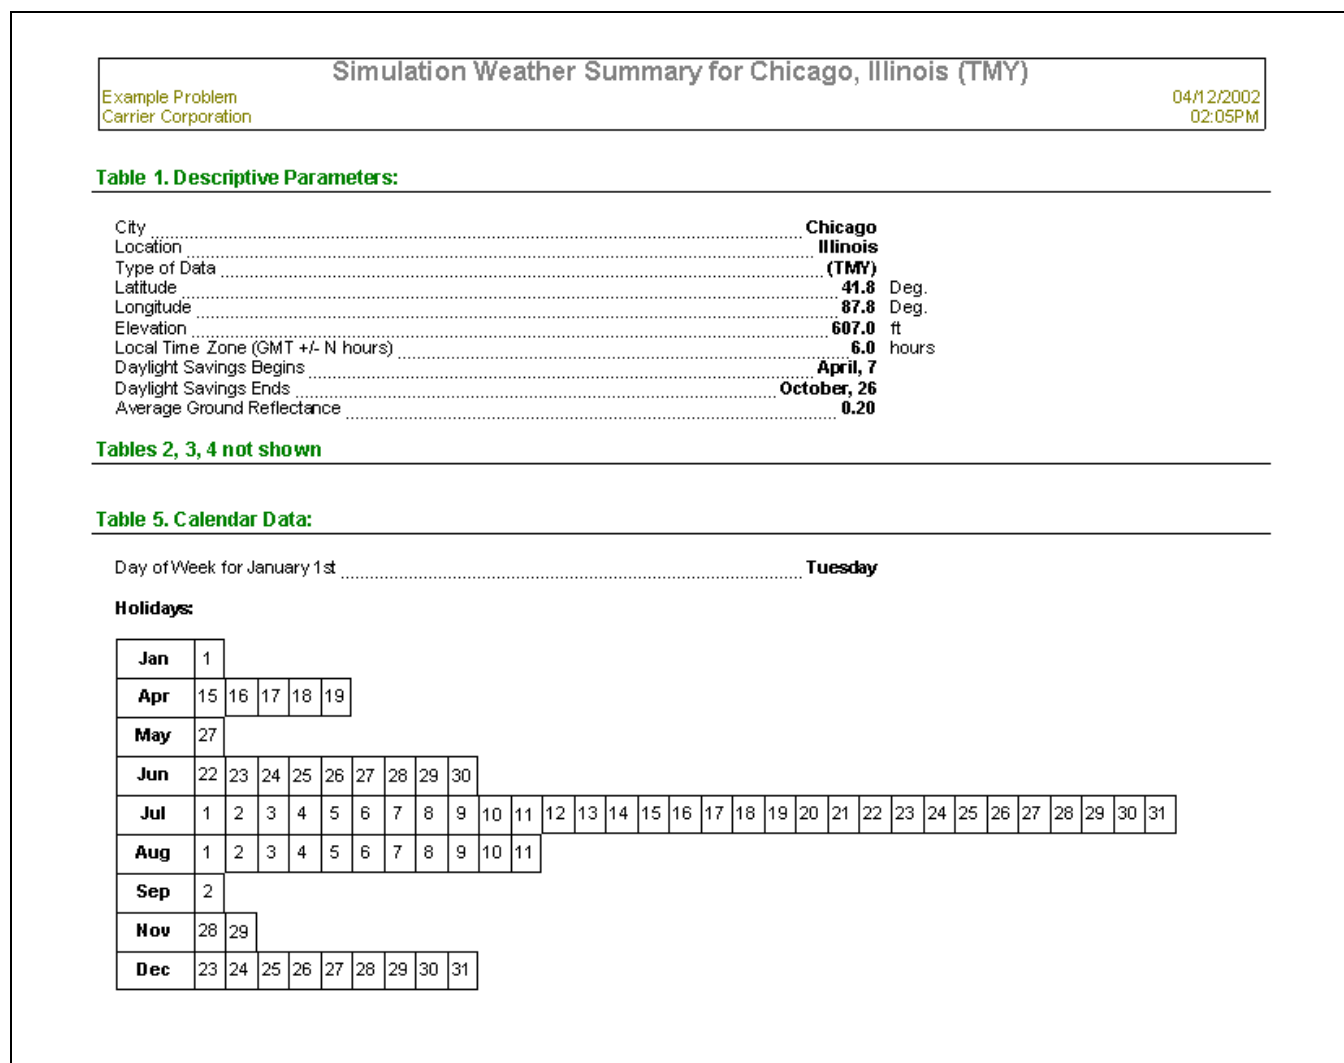 Simulation Weather Summary for Chicago, Illinois (TMY)
Example Problem 04/12/2002
Carrier Corporation 02:05PM
Table 1. Descriptive Parameters:
City Chicago
Location Illinois
Type of Data (TMY)
Latitude 41.8 Deg.
Longitude 87.8 Deg.
Elevation 607.0 ft
Local Time Zone (GMT +/- N hours) 6.0 hours
Daylight Savings Begins April, 7
Daylight Savings Ends October, 26
Average Ground Reflectance 0.20
Tables 2, 3, 4 not shown
Table 5. Calendar Data:
Day of Week for January 1st Tuesday
Holidays:
Jan 1
Apr 15 16 17 18 19
May 27
Jun 22 23 24 25 26 27 28 29 30
Jul 1 2 3 4 5 6 7 8 9 10 11 12 13 14 15 16 17 18 19 20 21 22 23 24 25 26 27 28 29 30 31
Aug 1 2 3 4 5 6 7 8 9 10 11
Sep 2
Nov 28 29
Dec 23 24 25 26 27 28 29 30 31